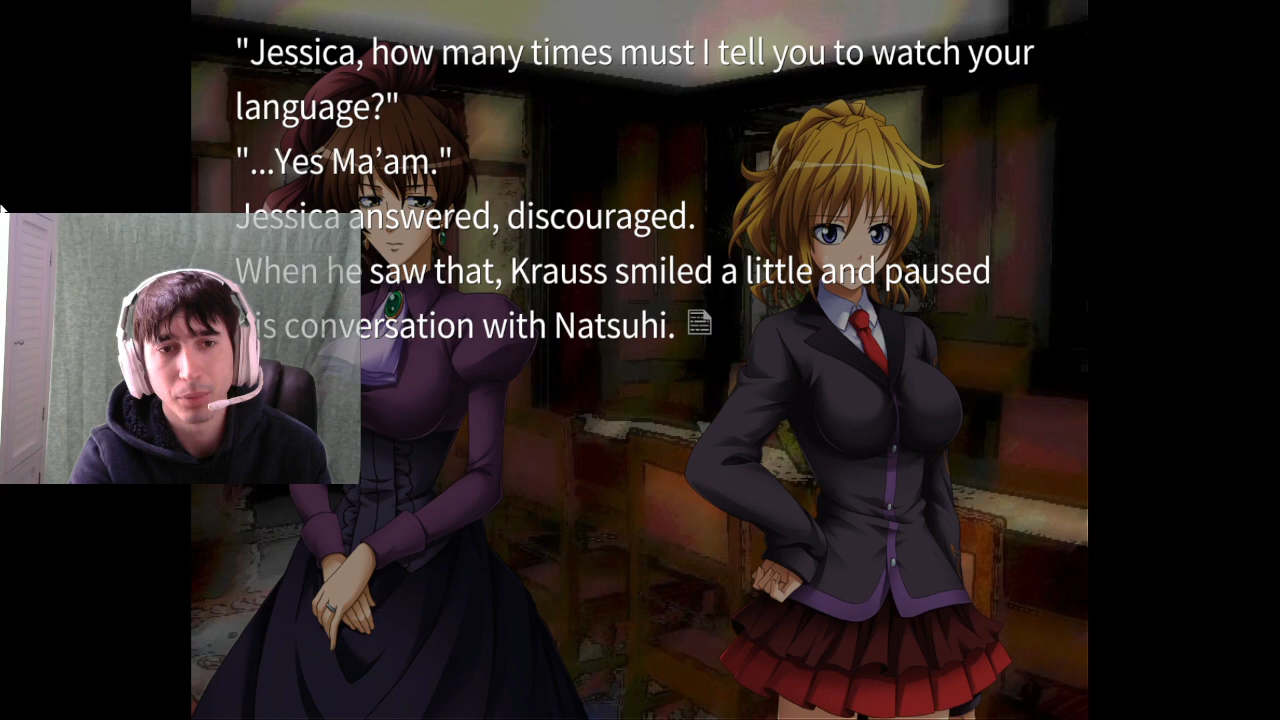 "Jessica, how many times must I tell you to watch your
language?"
"...Yes Ma’am."
Jessica answered, discouraged.
When he saw that, Krauss smiled a little and paused
is conversation with Natsuhi.